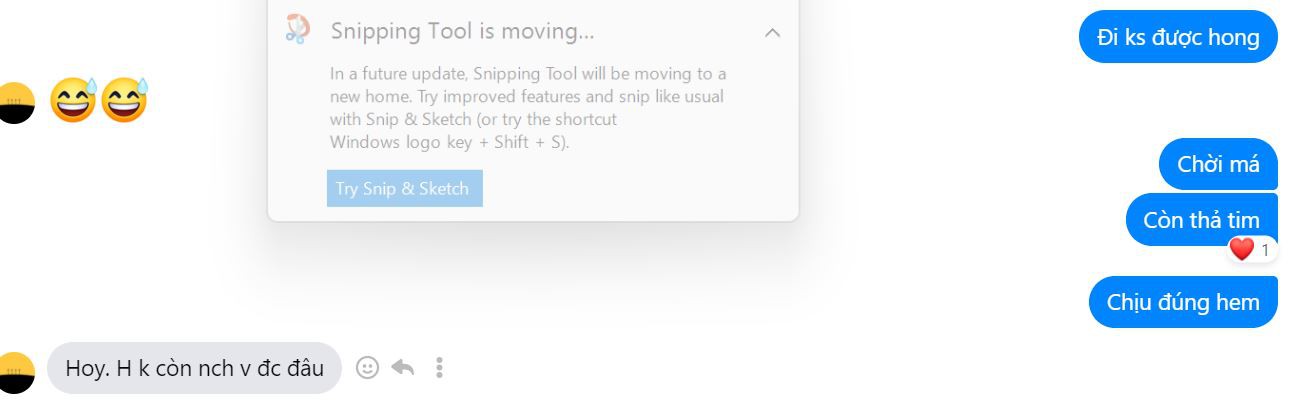 Snipping Tool is moving...
Đi ks được hong
In a future update, Snipping Tool will be moving to a
new home. Try improved features and snip like usual
with Snip & Sketch (or try the shortcut
Windows logo key + Shift + S).
Try Snip & Sketch
Chời má
Còn thả tim
1
Chịu đúng hem
Hoy. H k còn nch v đc đâu